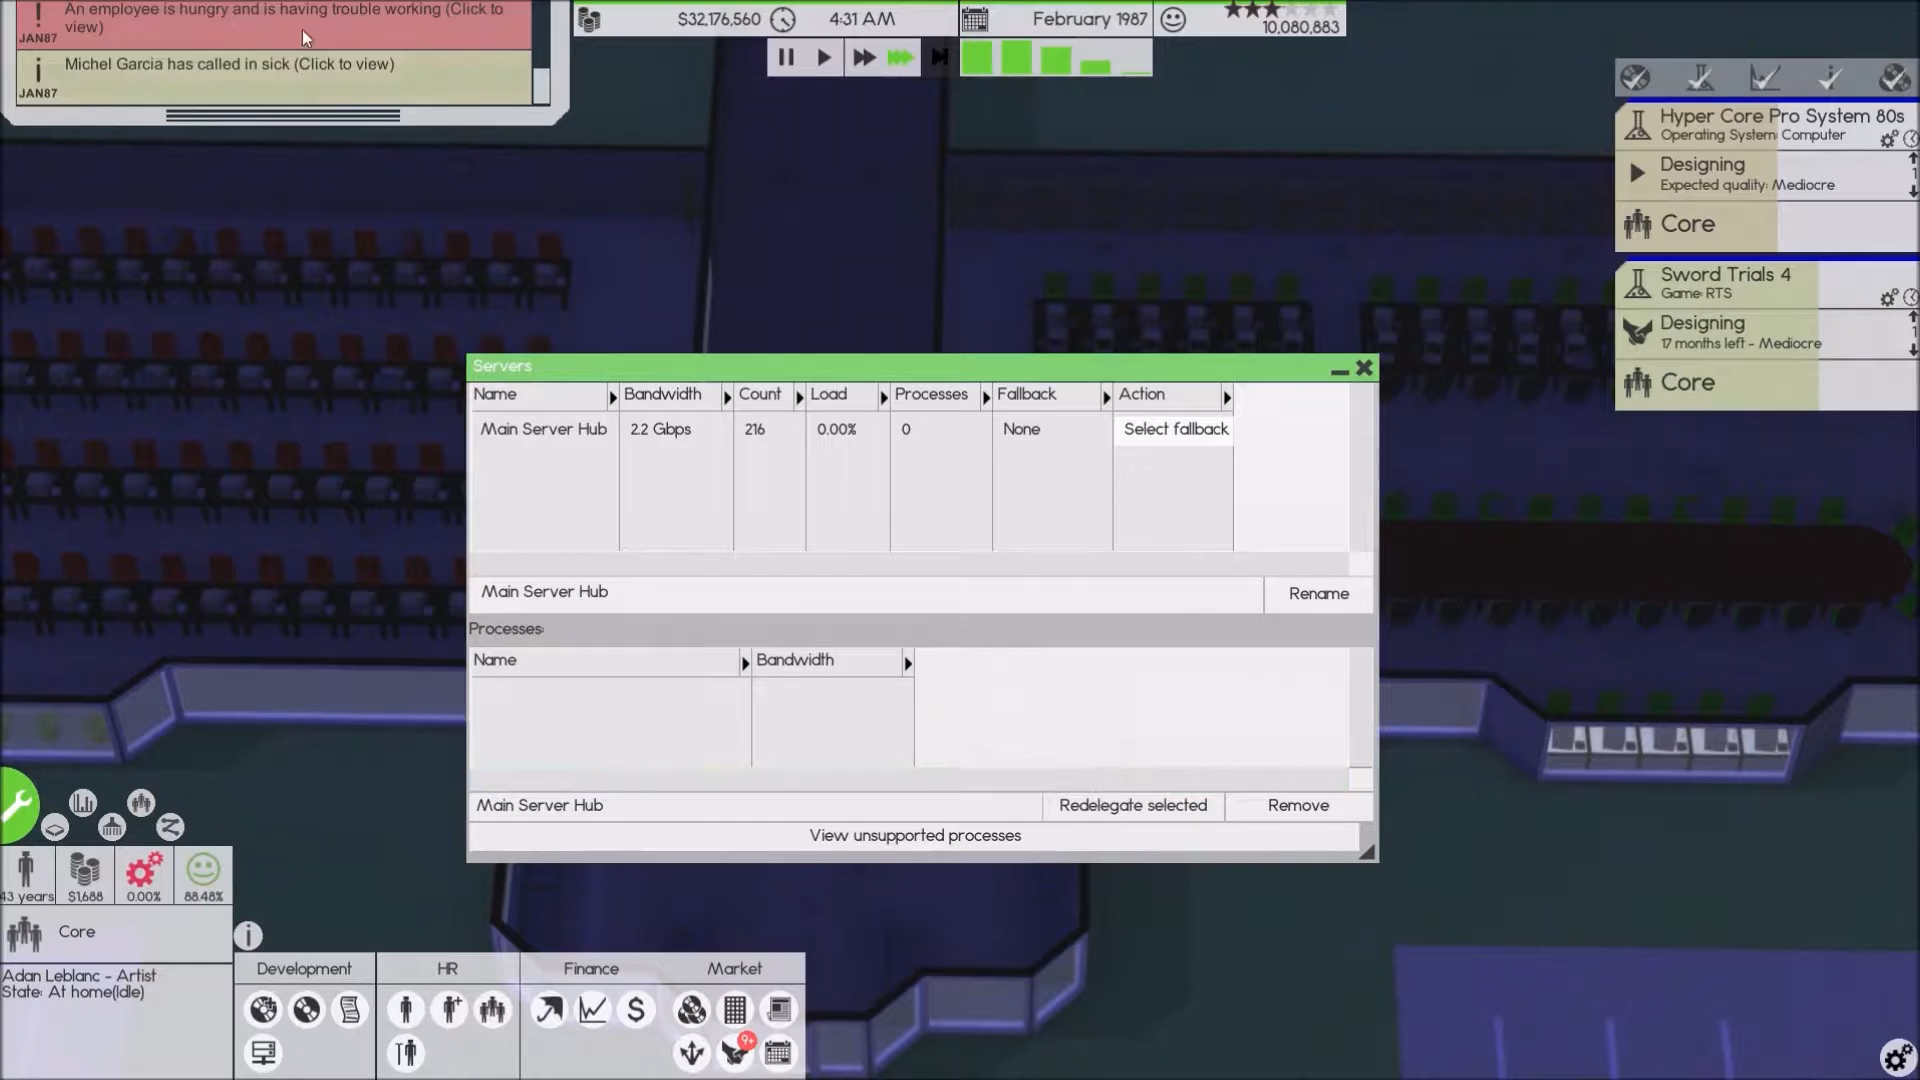 An employee is hungry and is having trouble working (Click to
view)
JAN87
Michel Garcia has called in sick (Click to view)
JAN87
$32,176,560
4:31 AM
February 1987
10,080,883
Hyper Core Pro System 80s
Operating System: Computer
Designing
Expected quality: Mediocre
1
Core
Sword Trials 4
Game: RTS
Designing
17 months left - Mediocre
1
Core
Servers
Name Bandwidth Count Load Processes Fallback Action
Main Server Hub 2.2 Gbps 216 0.00% 0 None Select fallback
Main Server Hub
Rename
Processes:
Name Bandwidth
Main Server Hub
Redelegate selected
Remove
View unsupported processes
43 years
$1,688
0.00%
88.48%
Core
Adan Leblanc - Artist
State: At home(Idle)
Development
HR
Finance
Market
9+